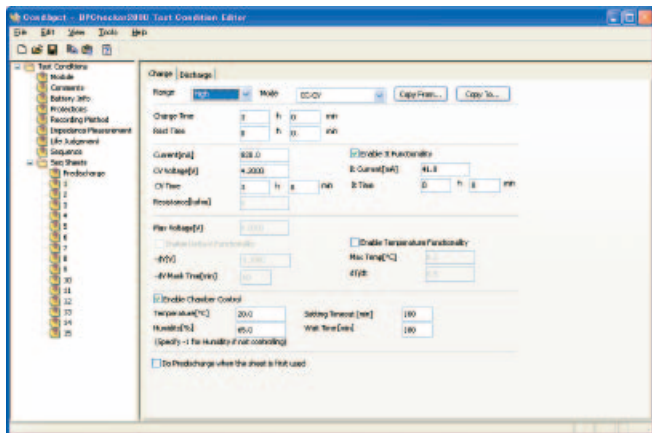 CondInput - BPChecker2000 Test Condition Editor
File Edit View Tools Help
Test Conditions
Module
Comments
Battery Info
Protections
Recording Method
Impedance Measurement
Life Judgement
Sequence
Seq Sheets
Predischarge
1
2
3
4
5
6
7
8
9
10
11
12
13
14
15
Charge Discharge
Range High Mode CC-CV Copy From... Copy To...
Charge Time h 0 min
Rest Time 0 h 0 min
Current[mA] 820.0 Enable It Functionality
CV Voltage[V] 4.2000 It Current[mA] 41.0
CV Time h 0 min It Time 0 h 0 min
Resistance[ohm]
Max Voltage[V]
Enable Temperature Functionality
-dV[V] Max Temp[°C]
-dV Mask Time[min] dT/dt
Enable Chamber Control
Temperature[°C] 20.0 Setting Timeout [min] 180
Humidity[%] 65.0 Wait Time[min] 180
(Specify -1 for Humidity if not controlling)
Do Predischarge when the sheet is first used